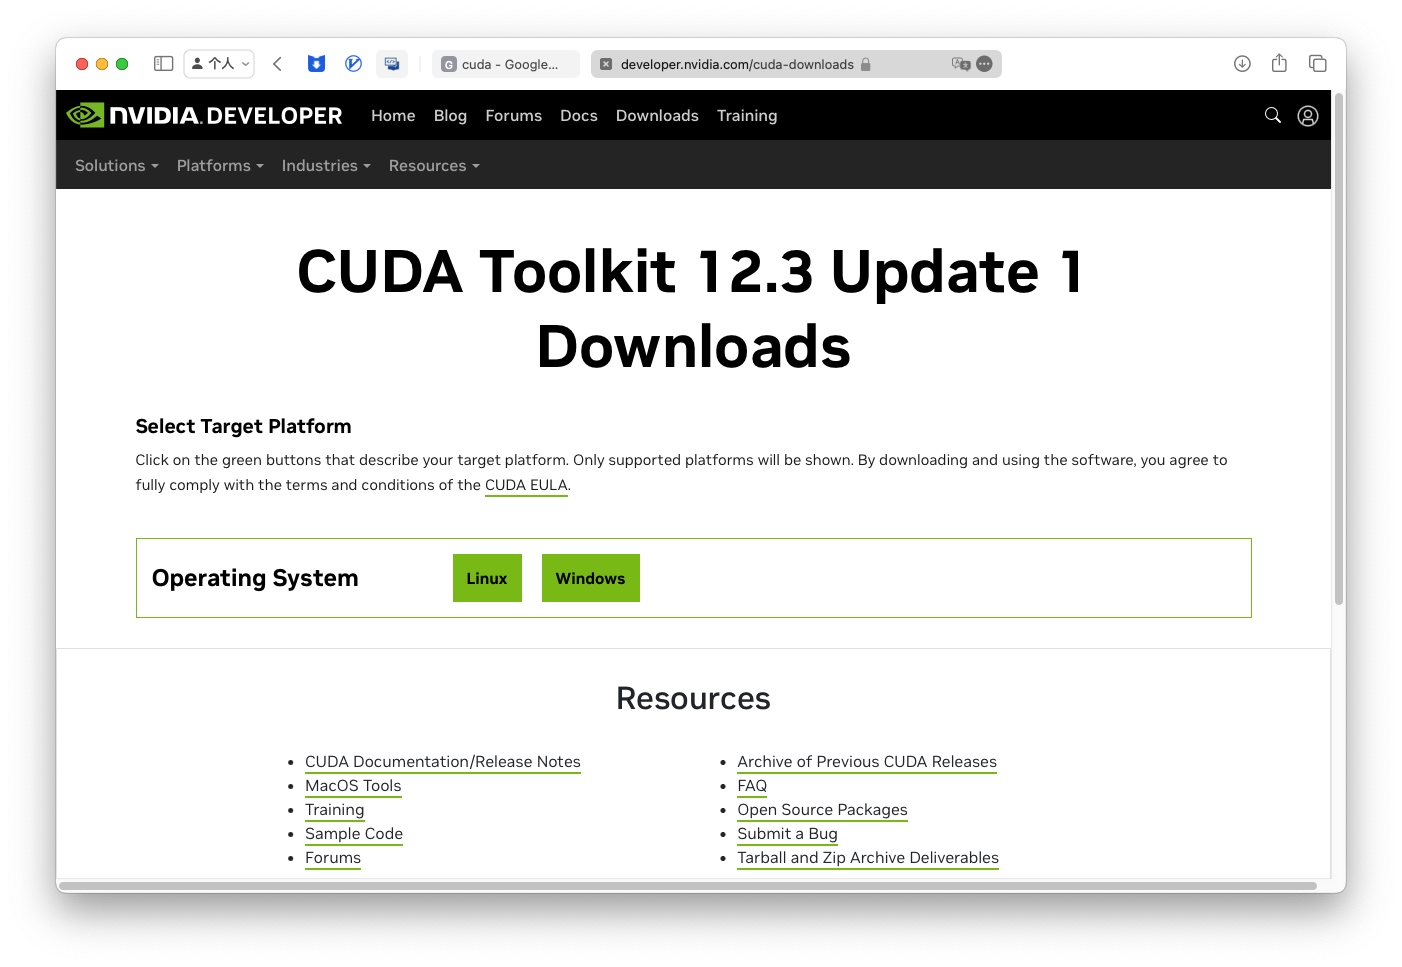 个人
cuda - Google...
developer.nvidia.com/cuda-downloads
NVIDIA. DEVELOPER
Home Blog Forums Docs Downloads Training
Solutions Platforms Industries Resources
CUDA Toolkit 12.3 Update 1
Downloads
Select Target Platform
Click on the green buttons that describe your target platform. Only supported platforms will be shown. By downloading and using the software, you agree to
fully comply with the terms and conditions of the CUDA EULA.
Operating System Linux Windows
Resources
CUDA Documentation/Release Notes
MacOS Tools
Training
Sample Code
Forums
Archive of Previous CUDA Releases
FAQ
Open Source Packages
Submit a Bug
Tarball and Zip Archive Deliverables